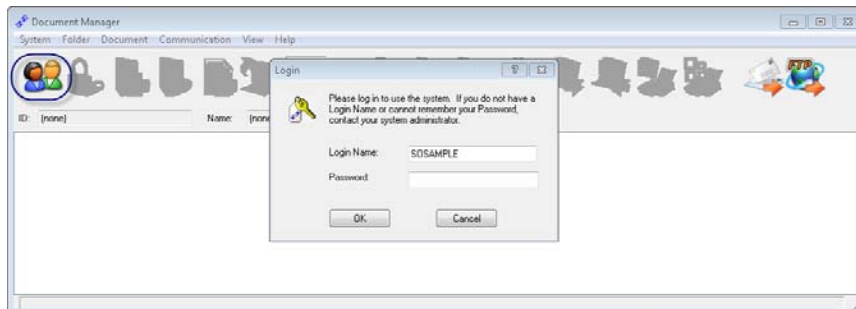 Document Manager
System Folder Document Communication View Help
Login
Please log in to use the system. If you do not have a
Login Name or cannot remember your Password,
contact your system administrator.
FTP
ID: (none) Name: (none
Login Name: SOSAMPLE
Password:
OK Cancel